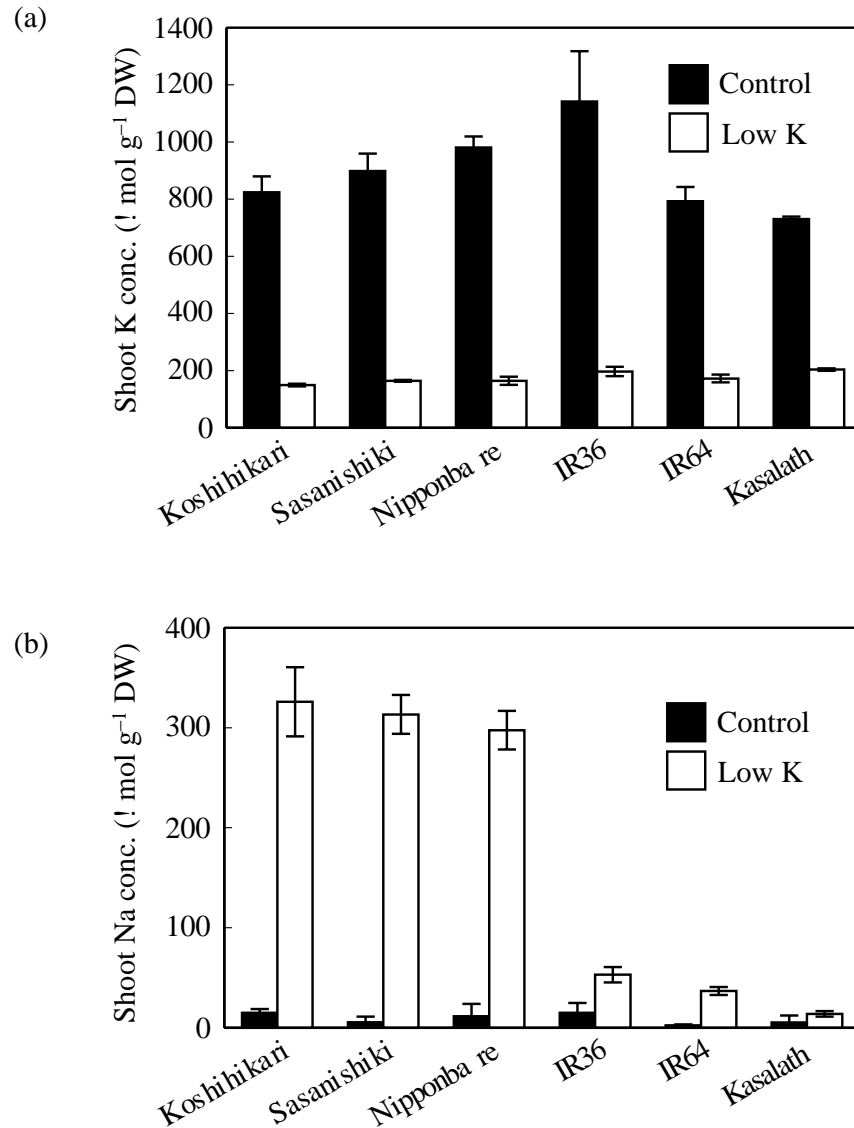 (a)
Shoot K conc. (! mol g⁻¹ DW)
1400
1200
1000
800
600
400
200
0
Control
Low K
Koshihikari
Sasanishiki
Nipponba re
IR36
IR64
Kasalath
(b)
Shoot Na conc. (! mol g⁻¹ DW)
400
300
200
100
0
Control
Low K
Koshihikari
Sasanishiki
Nipponba re
IR36
IR64
Kasalath